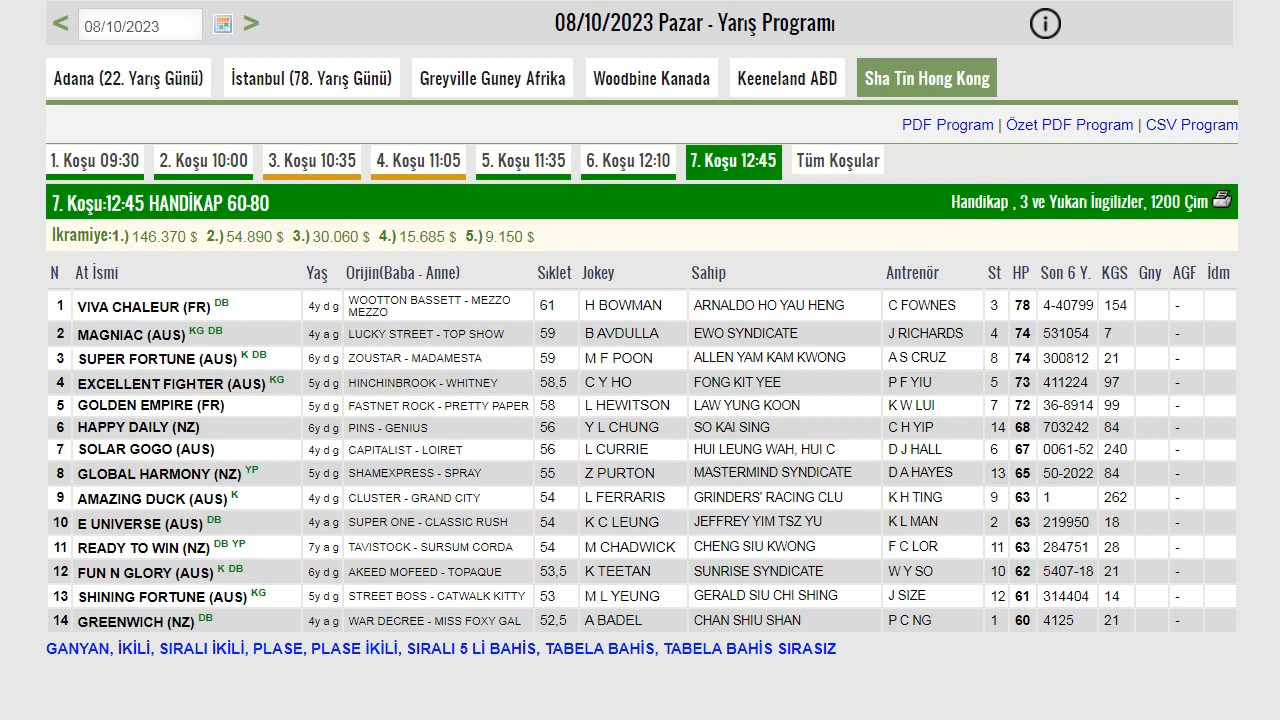 < 08/10/2023 > 08/10/2023 Pazar - Yarış Programı
Adana (22. Yarış Günü) İstanbul (78. Yarış Günü) Greyville Guney Afrika Woodbine Kanada Keeneland ABD Sha Tin Hong Kong
PDF Program | Özet PDF Program | CSV Program
1. Koşu 09:30 2. Koşu 10:00 3. Koşu 10:35 4. Koşu 11:05 5. Koşu 11:35 6. Koşu 12:10 7. Koşu 12:45 Tüm Koşular
7. Koşu:12:45 HANDİKAP 60-80 Handikap , 3 ve Yukarı İngilizler, 1200 Çim
Ikramiye:1.) 146.370 $ 2.) 54.890 $ 3.) 30.060 $ 4.) 15.685 $ 5.) 9.150 $
N At İsmi Yaş Orijin(Baba - Anne) Sıklet Jokey Sahip Antrenör St HP Son 6 Y. KGS Gny AGF İdm
1 VIVA CHALEUR (FR) DB 4y d g WOOTTON BASSETT - MEZZO MEZZO 61 H BOWMAN ARNALDO HO YAU HENG C FOWNES 3 78 4-40799 154 -
2 MAGNIAC (AUS) KG DB 4y a g LUCKY STREET - TOP SHOW 59 B AVDULLA EWO SYNDICATE J RICHARDS 4 74 531054 7 -
3 SUPER FORTUNE (AUS) K DB 6y d g ZOUSTAR - MADAMESTA 59 M F POON ALLEN YAM KAM KWONG A S CRUZ 8 74 300812 21 -
4 EXCELLENT FIGHTER (AUS) KG 5y d g HINCHINBROOK - WHITNEY 58,5 C Y HO FONG KIT YEE P F YIU 5 73 411224 97 -
5 GOLDEN EMPIRE (FR) 5y d g FASTNET ROCK - PRETTY PAPER 58 L HEWITSON LAW YUNG KOON K W LUI 7 72 36-8914 99 -
6 HAPPY DAILY (NZ) 6y d g PINS - GENIUS 56 Y L CHUNG SO KAI SING C H YIP 14 68 703242 84 -
7 SOLAR GOGO (AUS) 4y d g CAPITALIST - LOIRET 56 L CURRIE HUI LEUNG WAH, HUI C D J HALL 6 67 0061-52 240 -
8 GLOBAL HARMONY (NZ) YP 5y d g SHAMEXPRESS - SPRAY 55 Z PURTON MASTERMIND SYNDICATE D A HAYES 13 65 50-2022 84 -
9 AMAZING DUCK (AUS) K 4y d g CLUSTER - GRAND CITY 54 L FERRARIS GRINDERS' RACING CLU K H TING 9 63 1 262 -
10 E UNIVERSE (AUS) DB 4y a g SUPER ONE - CLASSIC RUSH 54 K C LEUNG JEFFREY YIM TSZ YU K L MAN 2 63 219950 18 -
11 READY TO WIN (NZ) DB YP 7y a g TAVISTOCK - SURSUM CORDA 54 M CHADWICK CHENG SIU KWONG F C LOR 11 63 284751 28 -
12 FUN N GLORY (AUS) K DB 6y d g AKEED MOFEED - TOPAQUE 53,5 K TEETAN SUNRISE SYNDICATE W Y SO 10 62 5407-18 21 -
13 SHINING FORTUNE (AUS) KG 5y d g STREET BOSS - CATWALK KITTY 53 M L YEUNG GERALD SIU CHI SHING J SIZE 12 61 314404 14 -
14 GREENWICH (NZ) DB 4y a g WAR DECREE - MISS FOXY GAL 52,5 A BADEL CHAN SHIU SHAN P C NG 1 60 4125 21 -
GANYAN, İKİLİ, SIRALI İKİLİ, PLASE, PLASE İKİLİ, SIRALI 5 Lİ BAHİS, TABELA BAHİS, TABELA BAHİS SIRASIZ